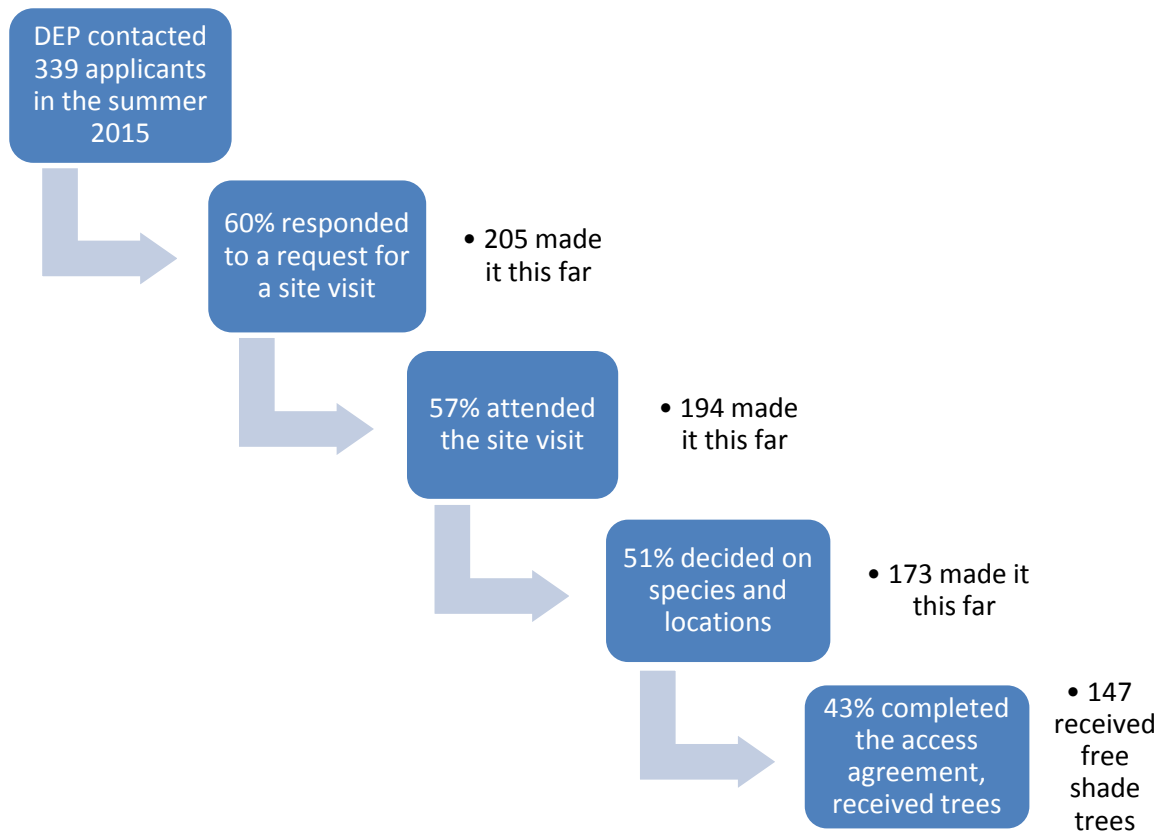 DEP contacted
339 applicants
in the summer
2015
60% responded
to a request for
a site visit
• 205 made
it this far
57% attended
the site visit
• 194 made
it this far
51% decided on
species and
locations
• 173 made it
this far
43% completed
the access
agreement,
received trees
• 147
received
free
shade
trees